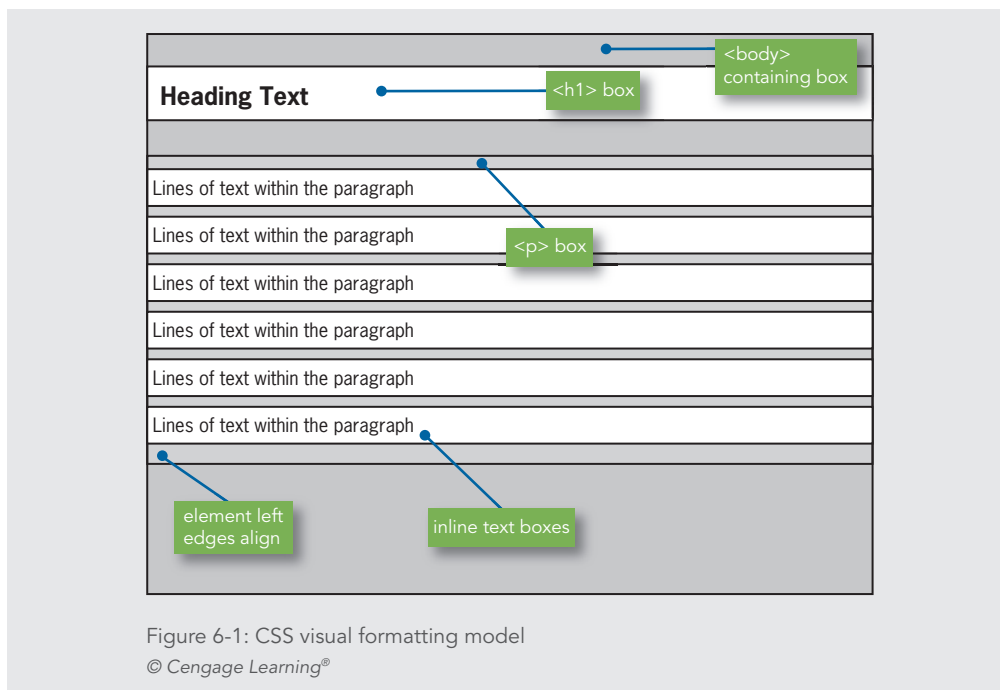 <body>
containing box
Heading Text
<h1> box
Lines of text within the paragraph
Lines of text within the paragraph
<p> box
Lines of text within the paragraph
Lines of text within the paragraph
Lines of text within the paragraph
Lines of text within the paragraph
element left
edges align
inline text boxes
Figure 6-1: CSS visual formatting model
© Cengage Learning®